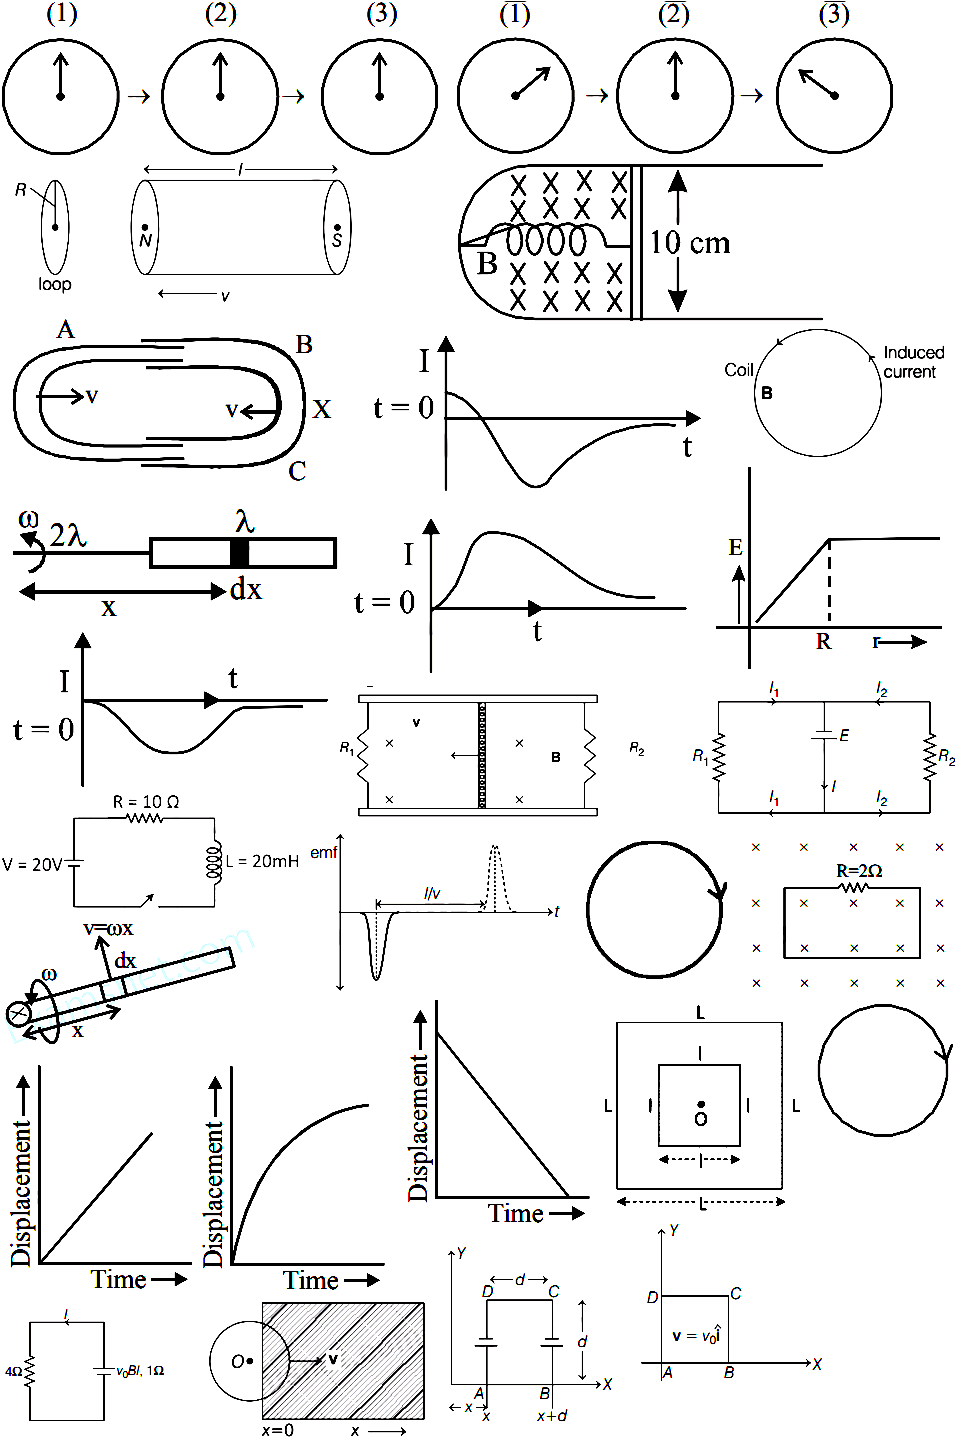 (1) (2) (3) (1̅) (2̅) (3̅)
l
R
N S
loop
v
B
10 cm
A
B
v
v X
C
I
t = 0
t
Induced
current
Coil
B
ω
2λ
λ
dx
x
I
t = 0
t
E
R r
I
t
t = 0
v
R₁
B
R₂
I₁ I₂
R₁ E R₂
I
I₁ I₂
R = 10 Ω
V = 20V
L = 20mH
emf
l/v
t
R=2Ω
v=ωx
dx
ω
x
Displacement
Time
Displacement
Time
Displacement
Time
L
l
L l O l L
l
L
I
4Ω
v₀Bl, 1Ω
O v
x=0 x
Y
D d C
d
A B X
x
x x+d
Y
D C
v = v₀î
A B X